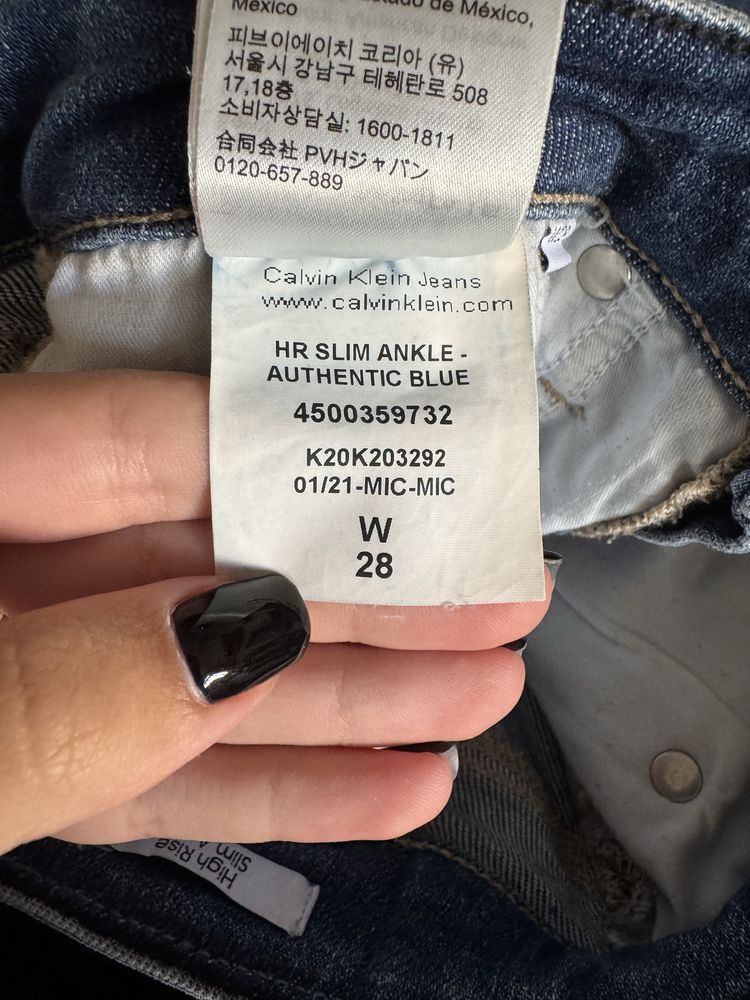 Mexico
de México,
피브이에이치 코리아 (유)
서울시 강남구 테헤란로 508
17,18층
소비자상담실: 1600-1811
合同会社 PVHジャパン
0120-657-889
Calvin Klein Jeans
www.calvinklein.com
HR SLIM ANKLE -
AUTHENTIC BLUE
4500359732
K20K203292
01/21-MIC-MIC
W
28
High Rise
Slim